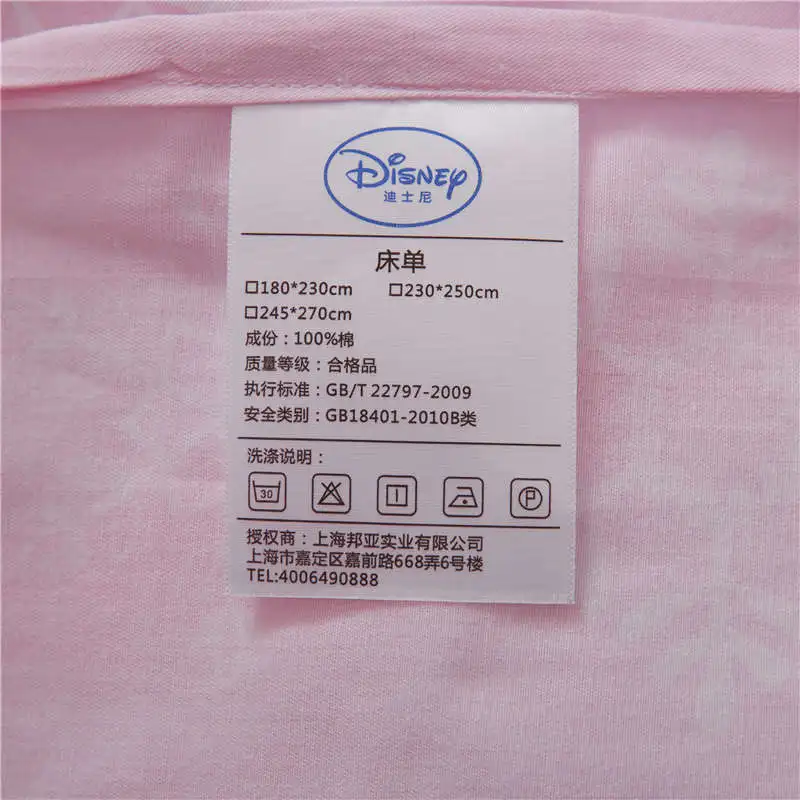 Disney
迪士尼
床单
□180*230cm □230*250cm
□245*270cm
成份：100%棉
质量等级：合格品
执行标准：GB/T 22797-2009
安全类别：GB18401-2010B类
洗涤说明：
30 P
授权商：上海邦亚实业有限公司
上海市嘉定区嘉前路668弄6号楼
TEL:4006490888